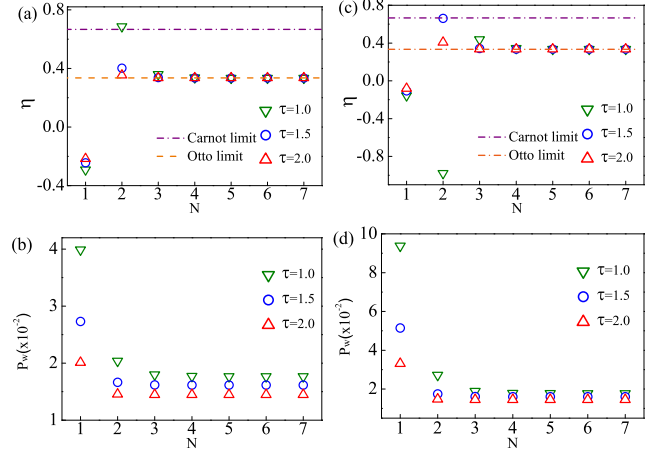 (a)
0.8
0.4
0.0
-0.4
η
τ=1.0
τ=1.5
τ=2.0
Carnot limit
Otto limit
1 2 3 4 5 6 7
N
(c)
0.8
0.4
0.0
-0.4
-0.8
η
τ=1.0
τ=1.5
τ=2.0
Carnot limit
Otto limit
1 2 3 4 5 6 7
N
(b)
4
3
2
1
Pw(x10-2)
τ=1.0
τ=1.5
τ=2.0
1 2 3 4 5 6 7
N
(d)
10
8
6
4
2
Pw(x10-2)
τ=1.0
τ=1.5
τ=2.0
1 2 3 4 5 6 7
N